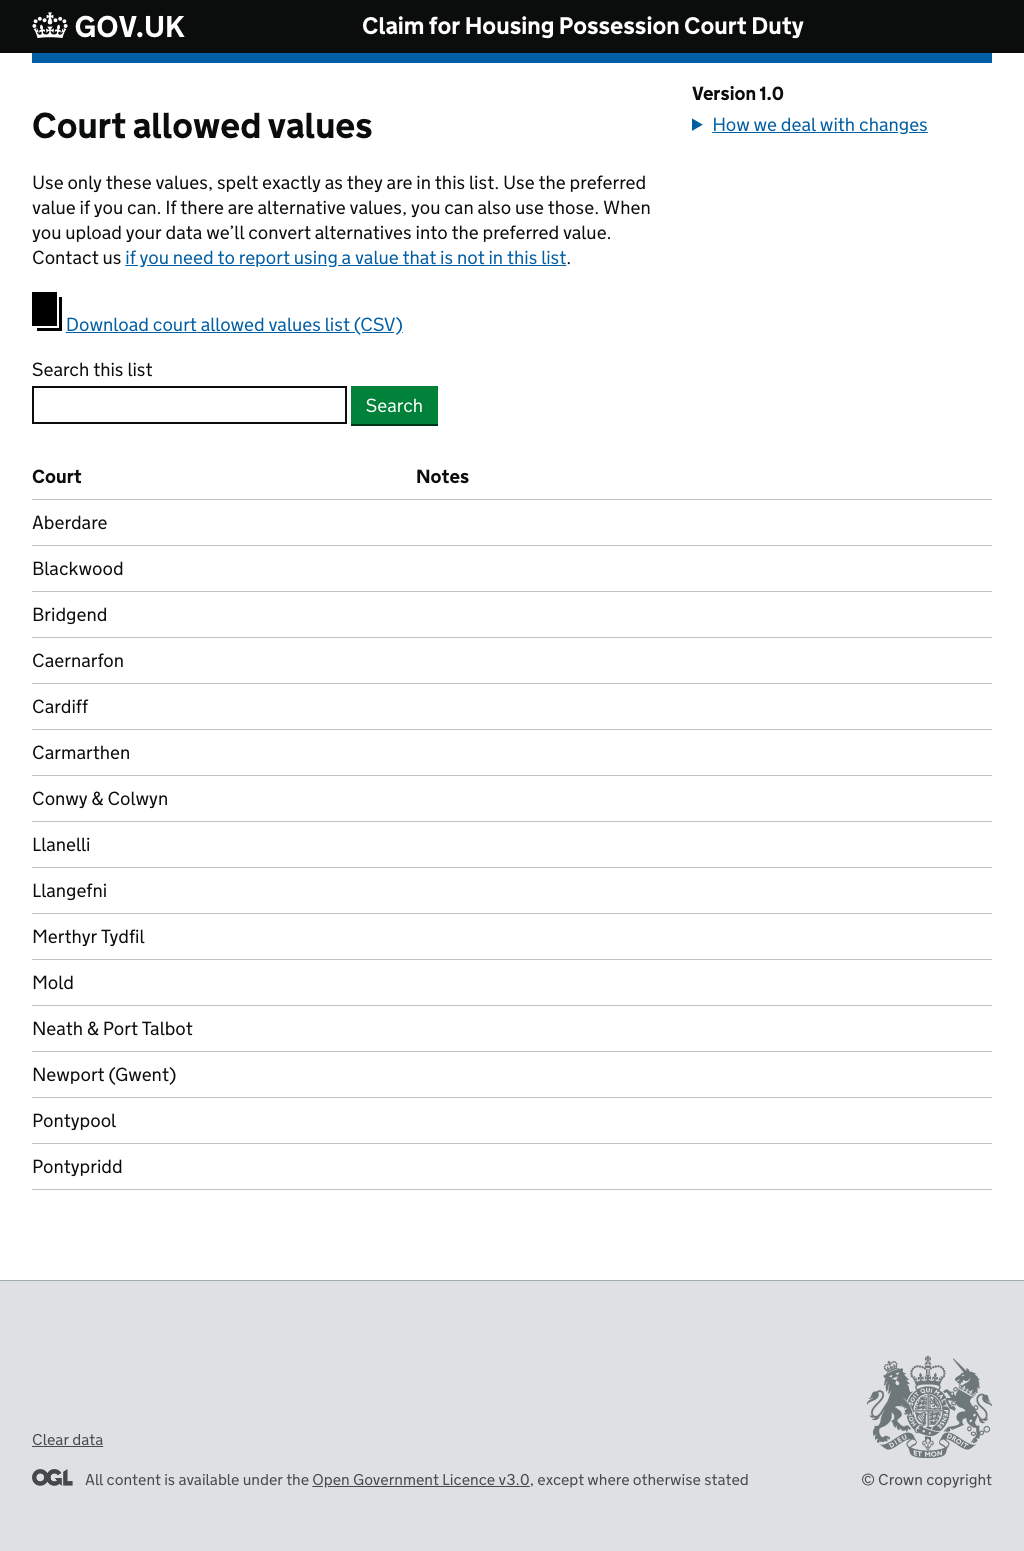 GOV.UK
Claim for Housing Possession Court Duty
Version 1.0
How we deal with changes
Court allowed values
Use only these values, spelt exactly as they are in this list. Use the preferred
value if you can. If there are alternative values, you can also use those. When
you upload your data we’ll convert alternatives into the preferred value.
Contact us if you need to report using a value that is not in this list.
Download court allowed values list (CSV)
Search this list
Search
Court Notes
Aberdare
Blackwood
Bridgend
Caernarfon
Cardiff
Carmarthen
Conwy & Colwyn
Llanelli
Llangefni
Merthyr Tydfil
Mold
Neath & Port Talbot
Newport (Gwent)
Pontypool
Pontypridd
Clear data
OGL All content is available under the Open Government Licence v3.0, except where otherwise stated
© Crown copyright